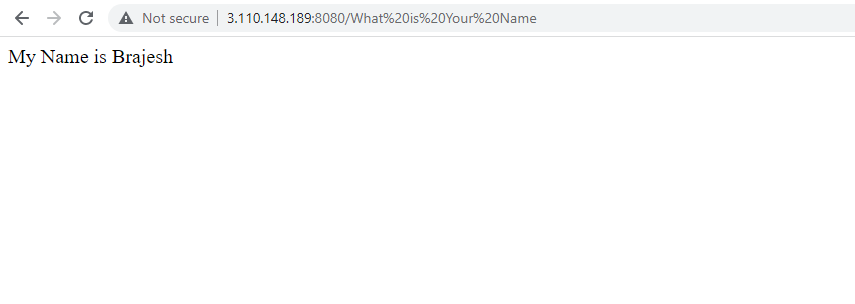 Not secure 3.110.148.189:8080/What%20is%20Your%20Name
My Name is Brajesh